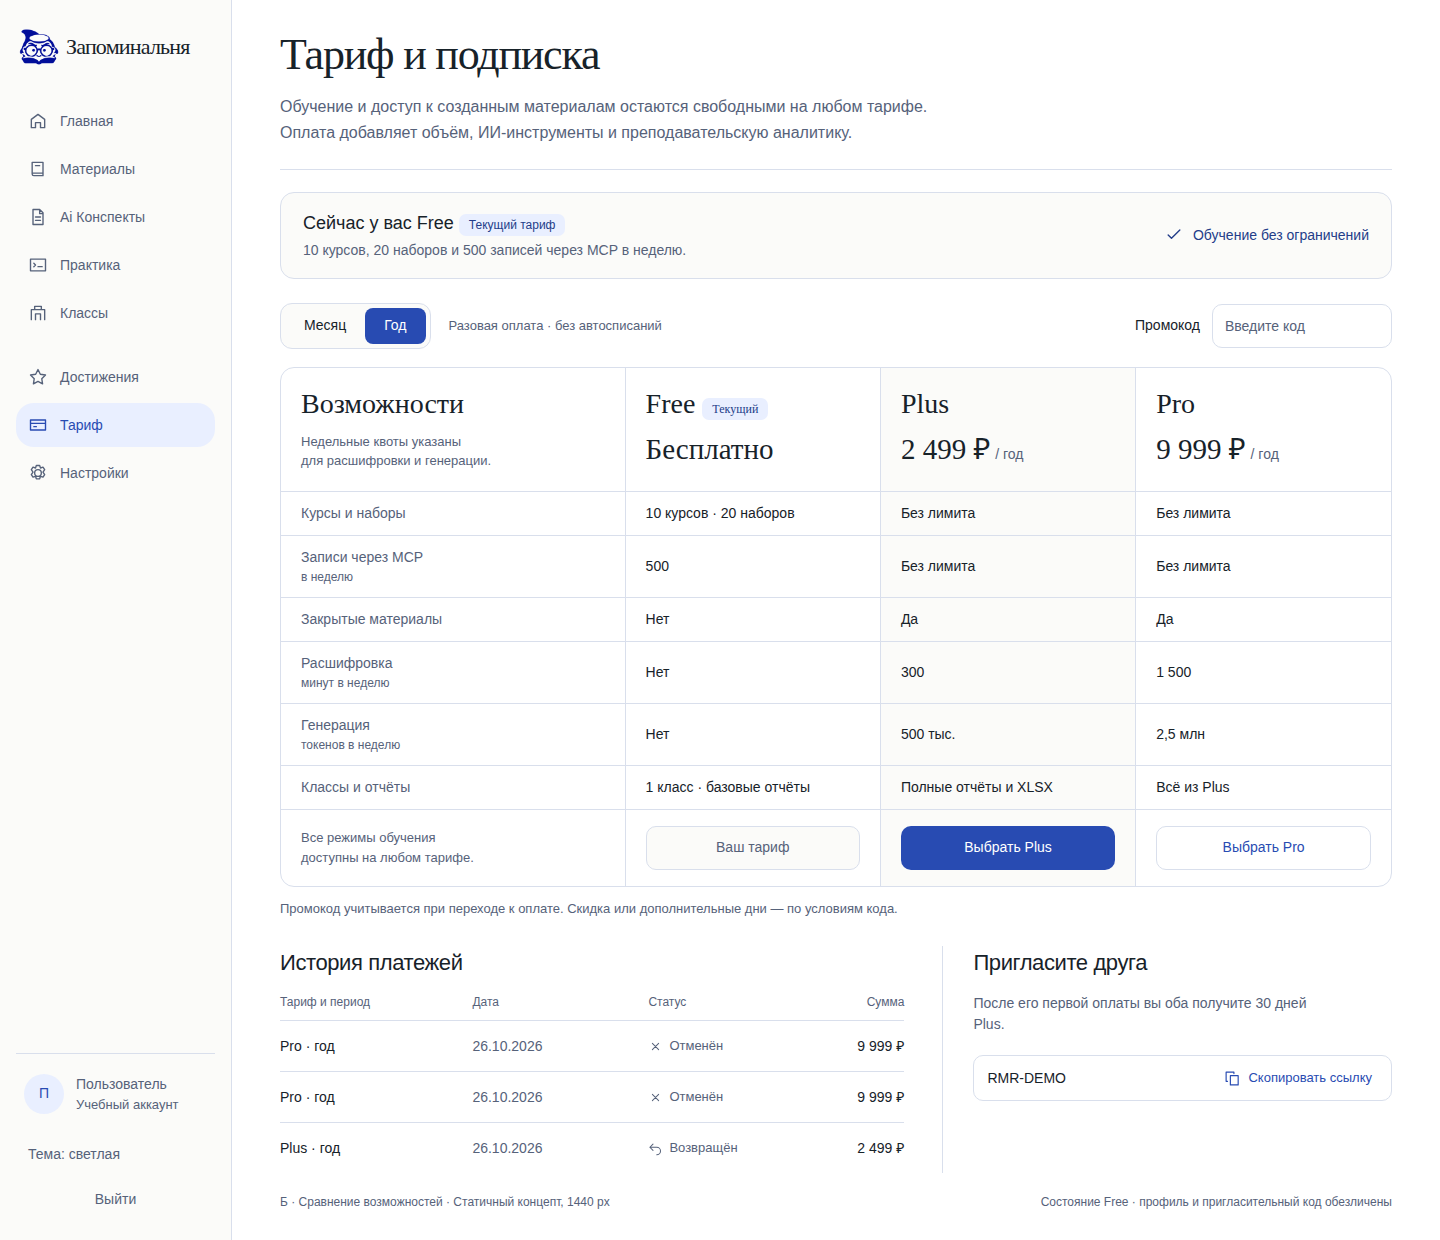 Запоминальня
Главная
Материалы
Ai Конспекты
Практика
Классы
Достижения
Тариф
Настройки
П
Пользователь
Учебный аккаунт
Тема: светлая
Выйти
Тариф и подписка
Обучение и доступ к созданным материалам остаются свободными на любом тарифе.
Оплата добавляет объём, ИИ-инструменты и преподавательскую аналитику.
Сейчас у вас Free Текущий тариф
10 курсов, 20 наборов и 500 записей через MCP в неделю.
Обучение без ограничений
Месяц Год Разовая оплата · без автосписаний Промокод Введите код
Возможности
Недельные квоты указаны
для расшифровки и генерации.
Free Текущий
Бесплатно
Plus
2 499 ₽ / год
Pro
9 999 ₽ / год
Курсы и наборы 10 курсов · 20 наборов Без лимита Без лимита
Записи через MCP
в неделю
500 Без лимита Без лимита
Закрытые материалы Нет Да Да
Расшифровка
минут в неделю
Нет 300 1 500
Генерация
токенов в неделю
Нет 500 тыс. 2,5 млн
Классы и отчёты 1 класс · базовые отчёты Полные отчёты и XLSX Всё из Plus
Все режимы обучения
доступны на любом тарифе.
Ваш тариф Выбрать Plus Выбрать Pro
Промокод учитывается при переходе к оплате. Скидка или дополнительные дни — по условиям кода.
История платежей
Тариф и период Дата Статус Сумма
Pro · год 26.10.2026 Отменён 9 999 ₽
Pro · год 26.10.2026 Отменён 9 999 ₽
Plus · год 26.10.2026 Возвращён 2 499 ₽
Пригласите друга
После его первой оплаты вы оба получите 30 дней
Plus.
RMR-DEMO Скопировать ссылку
Б · Сравнение возможностей · Статичный концепт, 1440 px
Состояние Free · профиль и пригласительный код обезличены